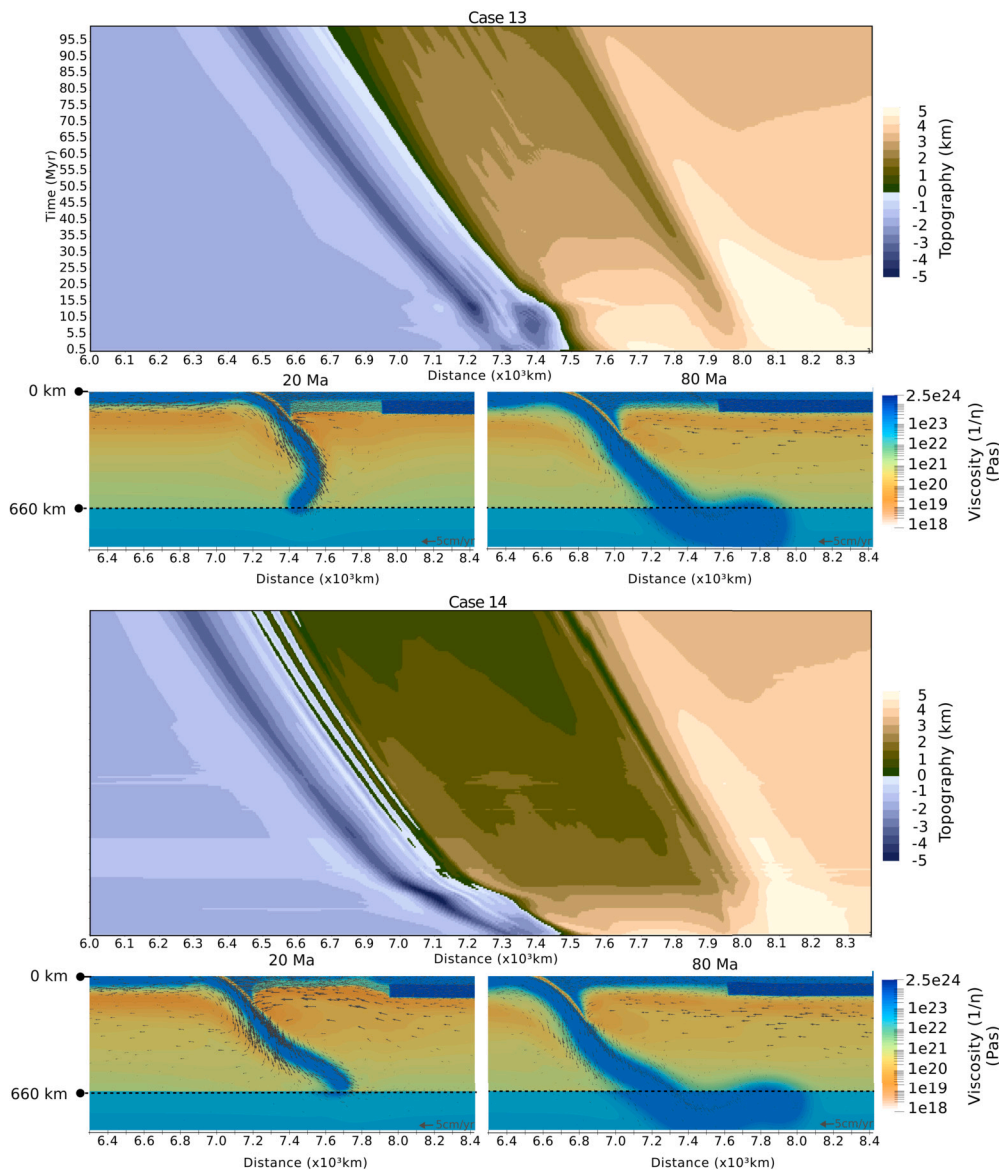 Case 13
Time (Myr)
95.5
90.5
85.5
80.5
75.5
70.5
65.5
60.5
55.5
50.5
45.5
40.5
35.5
30.5
25.5
20.5
15.5
10.5
5.5
0.5
6.0 6.1 6.2 6.3 6.4 6.5 6.6 6.7 6.8 6.9 7.0 7.1 7.2 7.3 7.4 7.5 7.6 7.7 7.8 7.9 8.0 8.1 8.2 8.3
Distance (x10³km)
5
4
3
2
1
0
-1
-2
-3
-4
-5
Topography (km)
20 Ma 80 Ma
0 km
660 km
5cm/yr 5cm/yr
6.4 6.6 6.8 7.0 7.2 7.4 7.6 7.8 8.0 8.2 8.4 6.4 6.6 6.8 7.0 7.2 7.4 7.6 7.8 8.0 8.2 8.4
Distance (x10³km) Distance (x10³km)
2.5e24
1e23
1e22
1e21
1e20
1e19
1e18
Viscosity (1/η)
(Pas)
Case 14
6.0 6.1 6.2 6.3 6.4 6.5 6.6 6.7 6.8 6.9 7.0 7.1 7.2 7.3 7.4 7.5 7.6 7.7 7.8 7.9 8.0 8.1 8.2 8.3
Distance (x10³km)
5
4
3
2
1
0
-1
-2
-3
-4
-5
Topography (km)
20 Ma 80 Ma
0 km
660 km
5cm/yr 5cm/yr
6.4 6.6 6.8 7.0 7.2 7.4 7.6 7.8 8.0 8.2 8.4 6.4 6.6 6.8 7.0 7.2 7.4 7.6 7.8 8.0 8.2 8.4
Distance (x10³km) Distance (x10³km)
2.5e24
1e23
1e22
1e21
1e20
1e19
1e18
Viscosity (1/η)
(Pas)